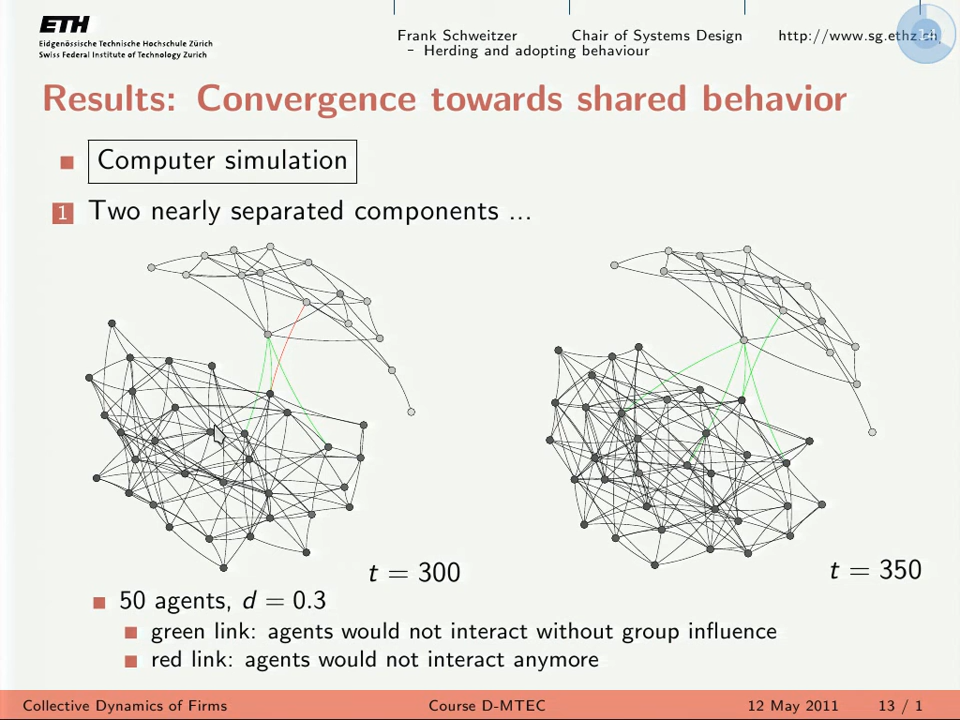 ETH
Eidgenössische Technische Hochschule Zürich
Swiss Federal Institute of Technology Zurich
Frank Schweitzer
Chair of Systems Design
http://www.sg.ethz.ch
– Herding and adopting behaviour
14
Results: Convergence towards shared behavior
Computer simulation
1 Two nearly separated components ...
t = 300
t = 350
50 agents, d = 0.3
green link: agents would not interact without group influence
red link: agents would not interact anymore
Collective Dynamics of Firms
Course D-MTEC
12 May 2011
13 / 1